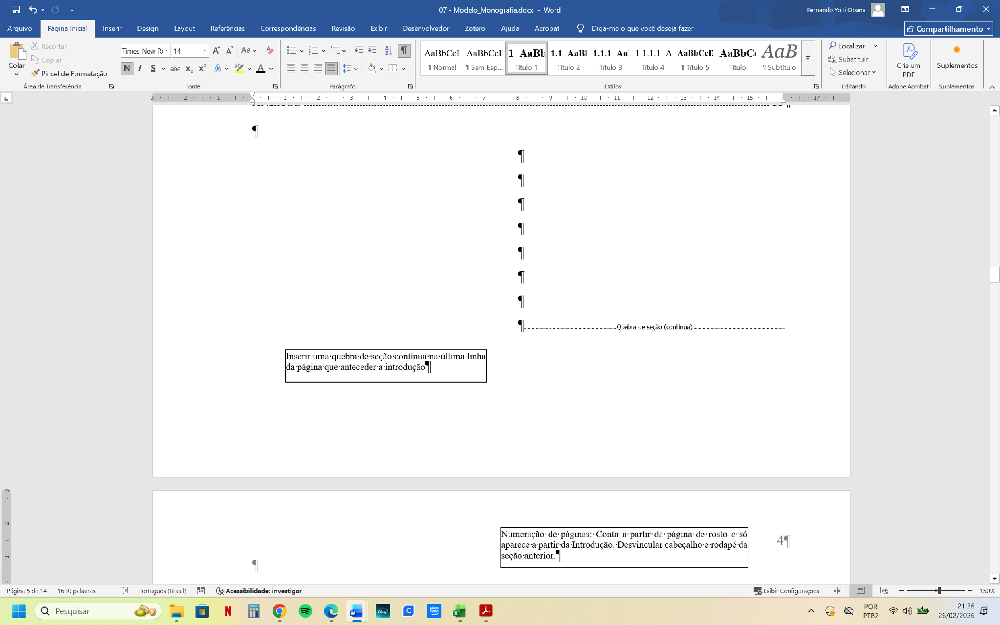 07 - Modelo_Monografia.docx - Word
Fernando Yoiti Obana
Arquivo Página Inicial Inserir Design Layout Referências Correspondências Revisão Exibir Desenvolvedor Zotero Ajuda Acrobat Diga-me o que você deseja fazer Compartilhamento
Colar
Recortar
Copiar
Pincel de Formatação
Área de Transferência
Times New R 14
Aa
N I S abc x₂ x² A ab A
Fonte
Parágrafo
AaBbCcD AaBbCcD 1 AaBb 1.1 AaBl 1.1.1 Aa 1.1.1.1 A AaBbCcD AaBbC AaB
¶ Normal ¶ Sem Esp... Título 1 Título 2 Título 3 Título 4 ¶ Título 5 Título ¶ Subtítulo
Estilos
Localizar
Substituir
Selecionar
Editando
Crie um PDF
Adobe Acrobat
Suplementos
Suplementos
3 2 1 1 2 3 4 5 6 7 8 9 10 11 12 13 14 15 17
¶
¶
¶
¶
¶
¶
¶
¶
¶ Quebra de seção (contínua)
Inserir·uma·quebra·de·seção·continua·na·última·linha
da·página·que·anteceder·a·introdução¶
3
2
1
Numeração·de·páginas:·Conta·a·partir·da·página·de·rosto·e·só
aparece·a·partir·da·Introdução.·Desvincular·cabeçalho·e·rodapé·da
seção·anterior.¶
4¶
¶
Página 5 de 14 1630 palavras Português (Brasil) Acessibilidade: investigar Exibir Configurações 150%
Pesquisar
POR
PTB2
21:36
26/02/2026